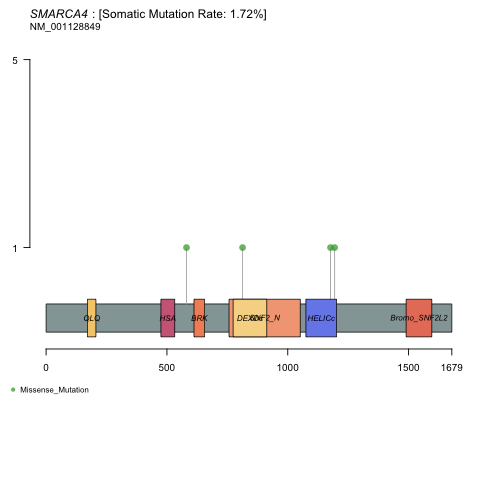 SMARCA4 : [Somatic Mutation Rate: 1.72%]
NM_001128849
5
1
QLQ
HSA
BRK
DEXDc
SNF2_N
HELICc
Bromo_SNF2L2
0
500
1000
1500
1679
Missense_Mutation